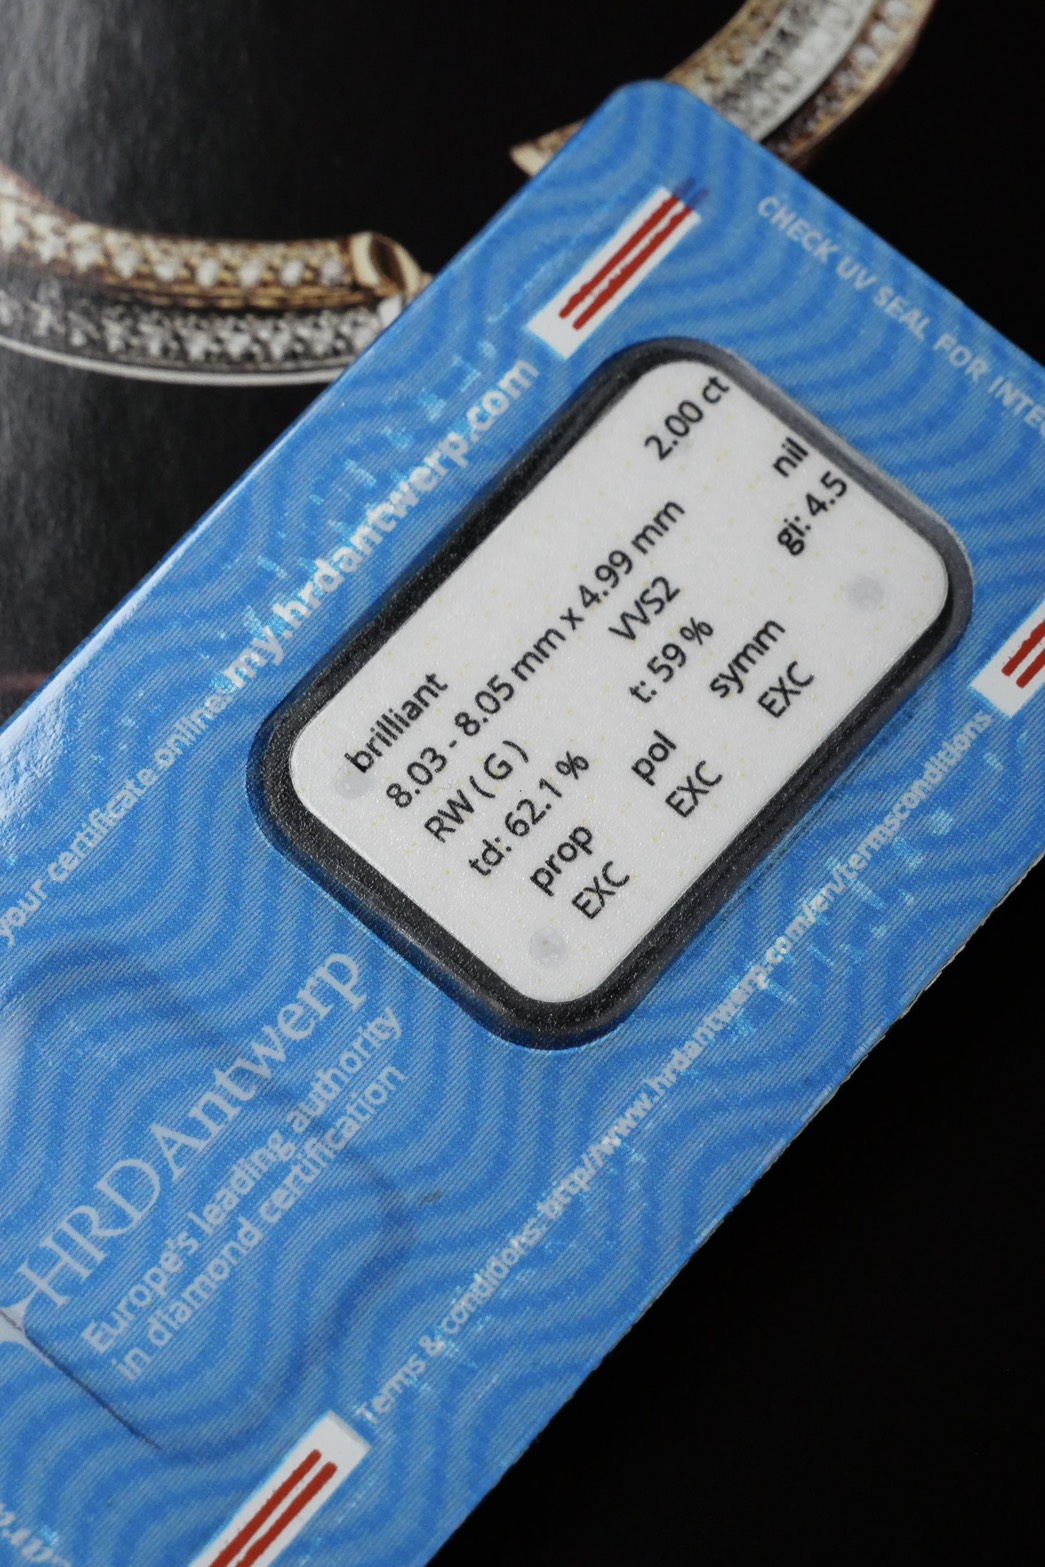 CHECK UV SEAL FOR
your certificate online: my.hrdantwerp.com
brilliant 2.00 ct
8.03 - 8.05 mm x 4.99 mm
RW ( G ) VVS2 nil
td: 62.1 % t: 59 % gi: 4.5
prop pol symm
EXC EXC EXC
HRDAntwerp
Europe's leading authority
in diamond certification
Terms & conditions: http://www.hrdantwerp.com/en/termsconditions